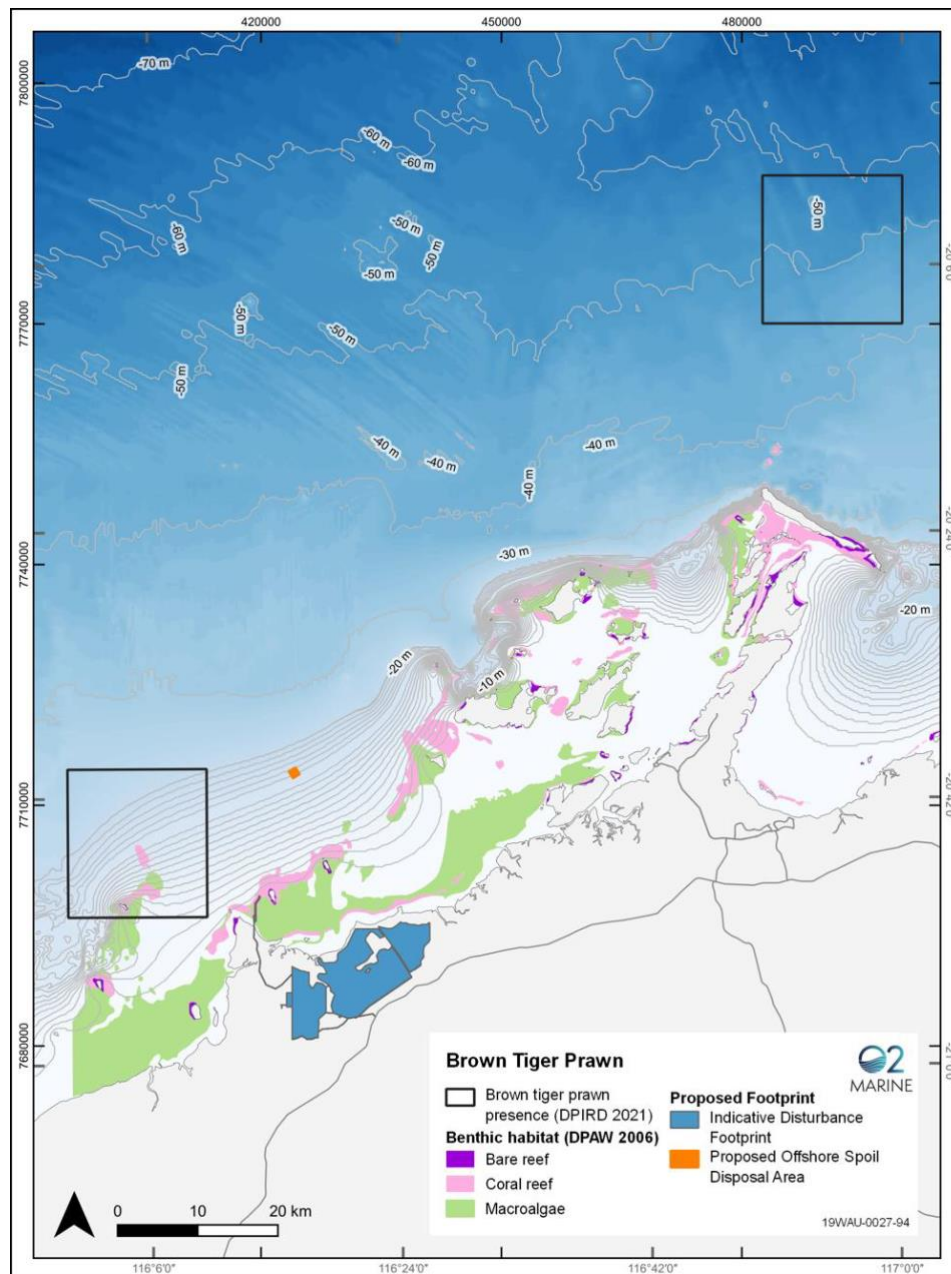 420000
450000
480000
7800000
-70 m
-60 m
-60 m
-50 m
-60 m
-50 m
-50 m
-50 m
7770000
-50 m
-50 m
-50 m
-40 m
-40 m
-40 m
-40 m
7740000
-30 m
-20 m
-20 m
-10 m
7710000
7680000
Brown Tiger Prawn
O2
MARINE
Brown tiger prawn
presence (DPIRD 2021)
Benthic habitat (DPAW 2006)
Bare reef
Coral reef
Macroalgae
Proposed Footprint
Indicative Disturbance
Footprint
Proposed Offshore Spoil
Disposal Area
0 10 20 km
19WAU-0027-94
116°6'0"
116°24'0"
116°42'0"
117°0'0"